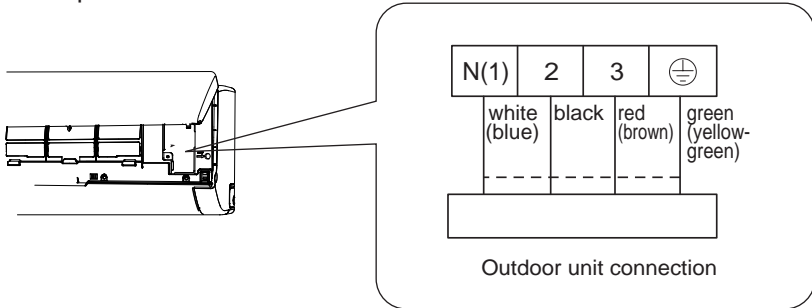 N(1) 2 3
white black red green
(blue) (brown) (yellow-
green)
Outdoor unit connection